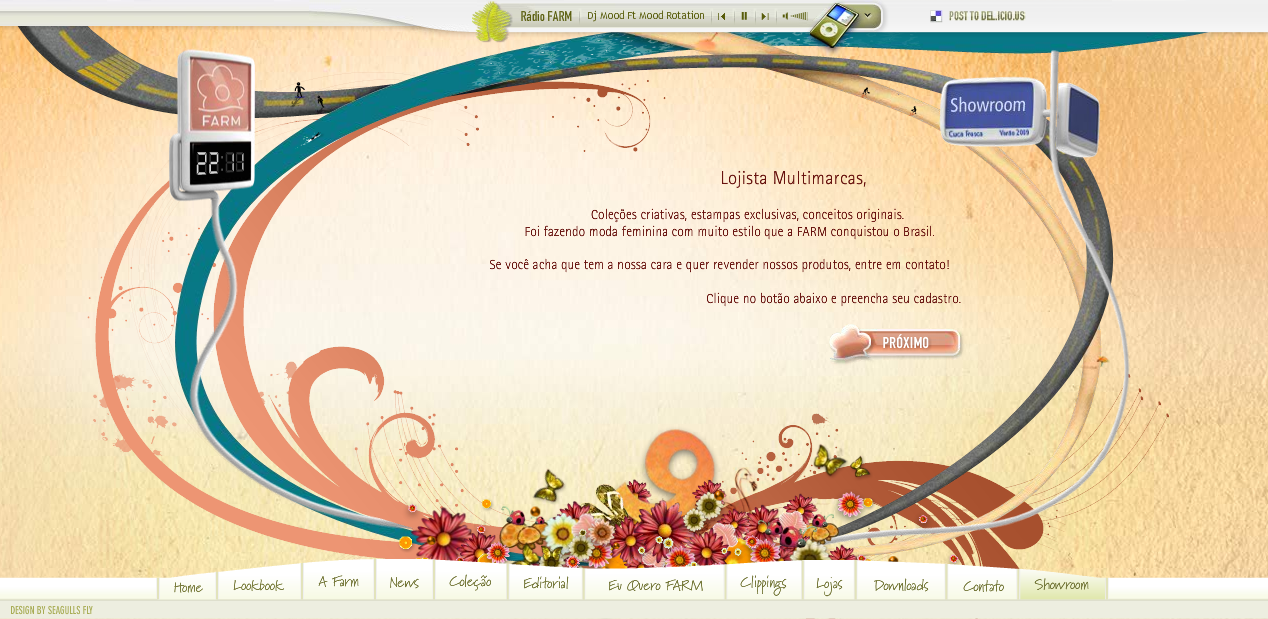 Rádio FARM
Dj Mood Ft Mood Rotation
POST TO DEL.ICIO.US
FARM
22:11
Showroom
Cuca Fresca Verão 2009
Lojista Multimarcas,
Coleções criativas, estampas exclusivas, conceitos originais.
Foi fazendo moda feminina com muito estilo que a FARM conquistou o Brasil.
Se você acha que tem a nossa cara e quer revender nossos produtos, entre em contato!
Clique no botão abaixo e preencha seu cadastro.
PRÓXIMO
9
Home Lookbook A Farm News Coleção Editorial Eu Quero FARM Clippings Lojas Downloads Contato Showroom
DESIGN BY SEAGULLS FLY